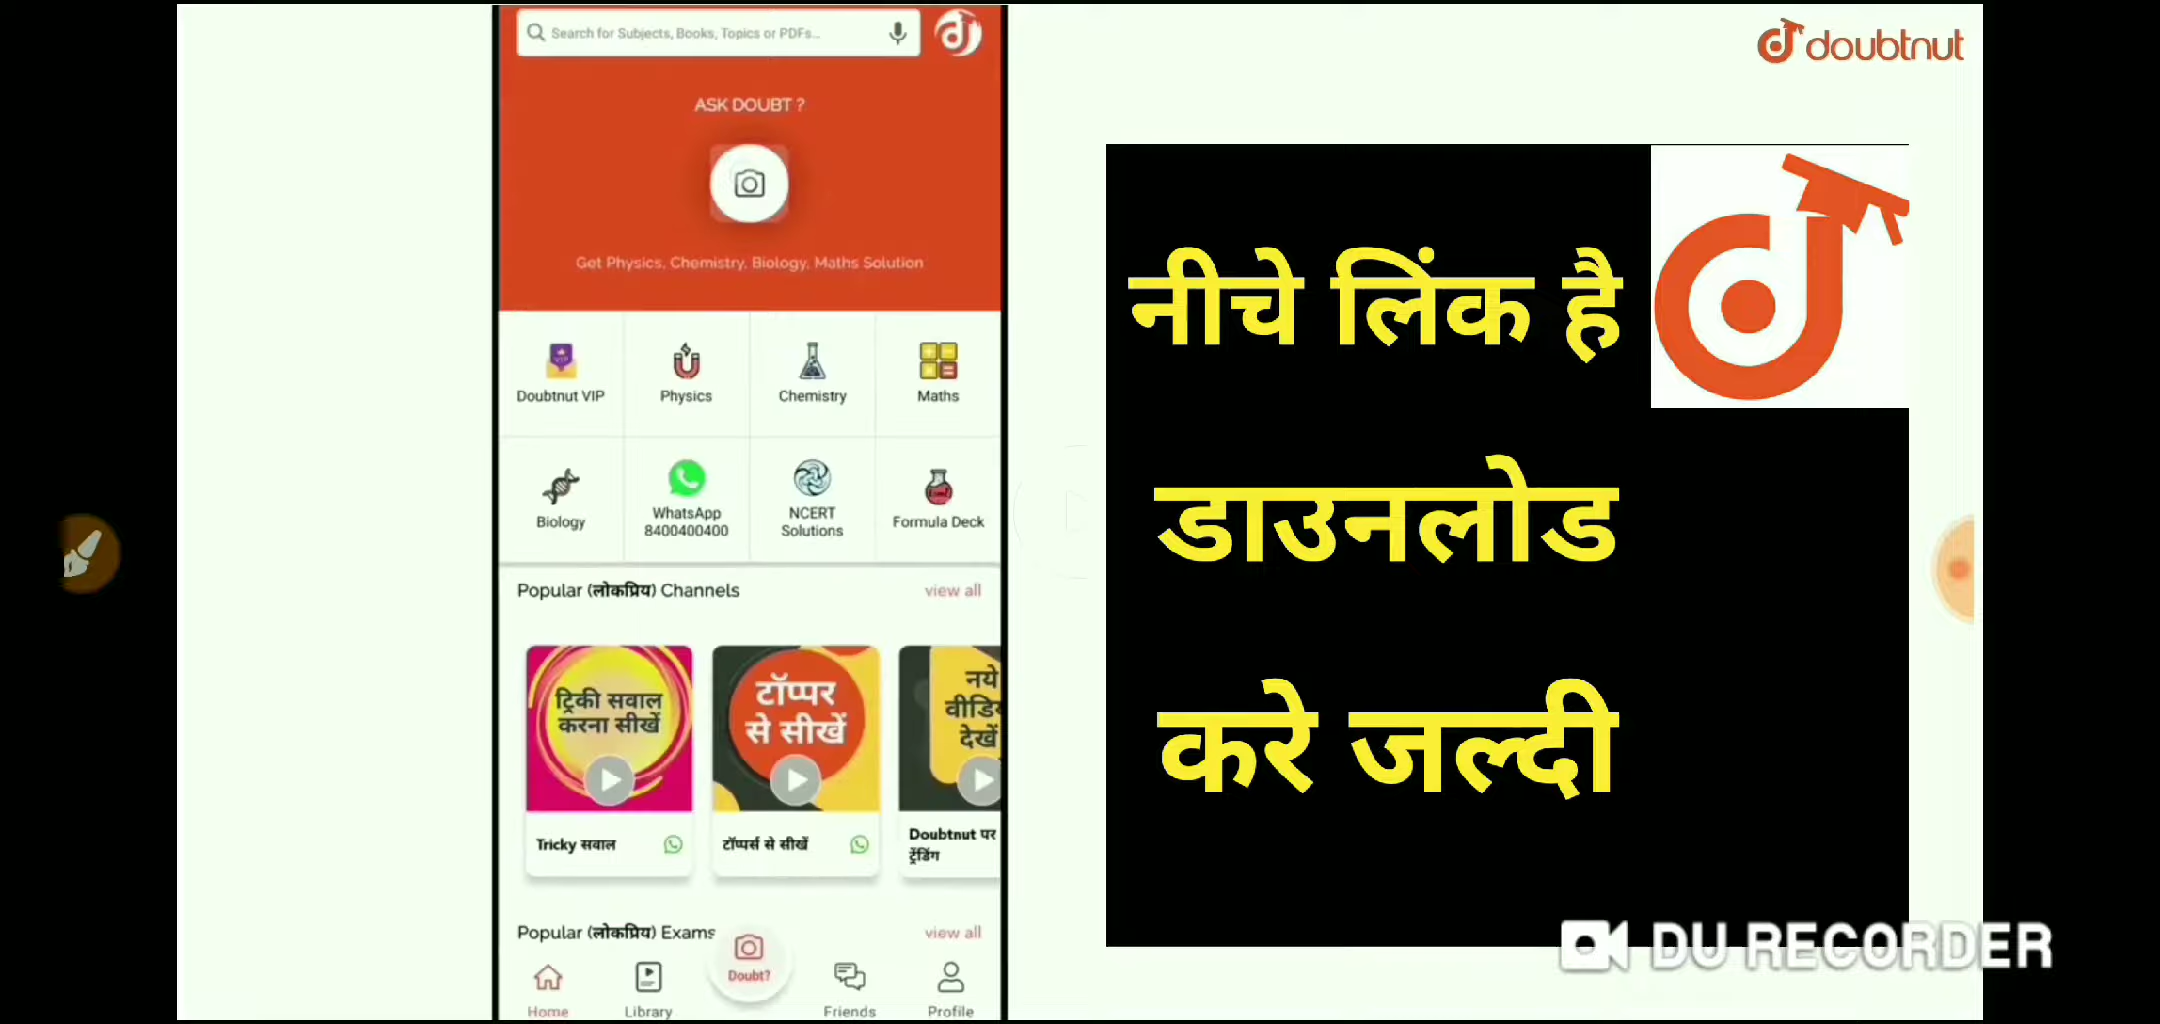 Search for Subjects, Books, Topics or PDFs...
doubtnut
ASK DOUBT ?
Get Physics, Chemistry, Biology, Maths Solution
Doubtnut VIP
Physics
Chemistry
Maths
Biology
WhatsApp
8400400400
NCERT
Solutions
Formula Deck
Popular (लोकप्रिय) Channels
view all
ट्रिकी सवाल
करना सीखें
टॉप्पर
से सीखें
नये
देखें
Tricky सवाल
टॉप्पर्स से सीखें
Doubtnut पर
ट्रेंडिंग
Popular (लोकप्रिय) Exams
view all
Doubt?
Home
Library
Friends
Profile
नीचे लिंक है
डाउनलोड
करे जल्दी
DU RECORDER